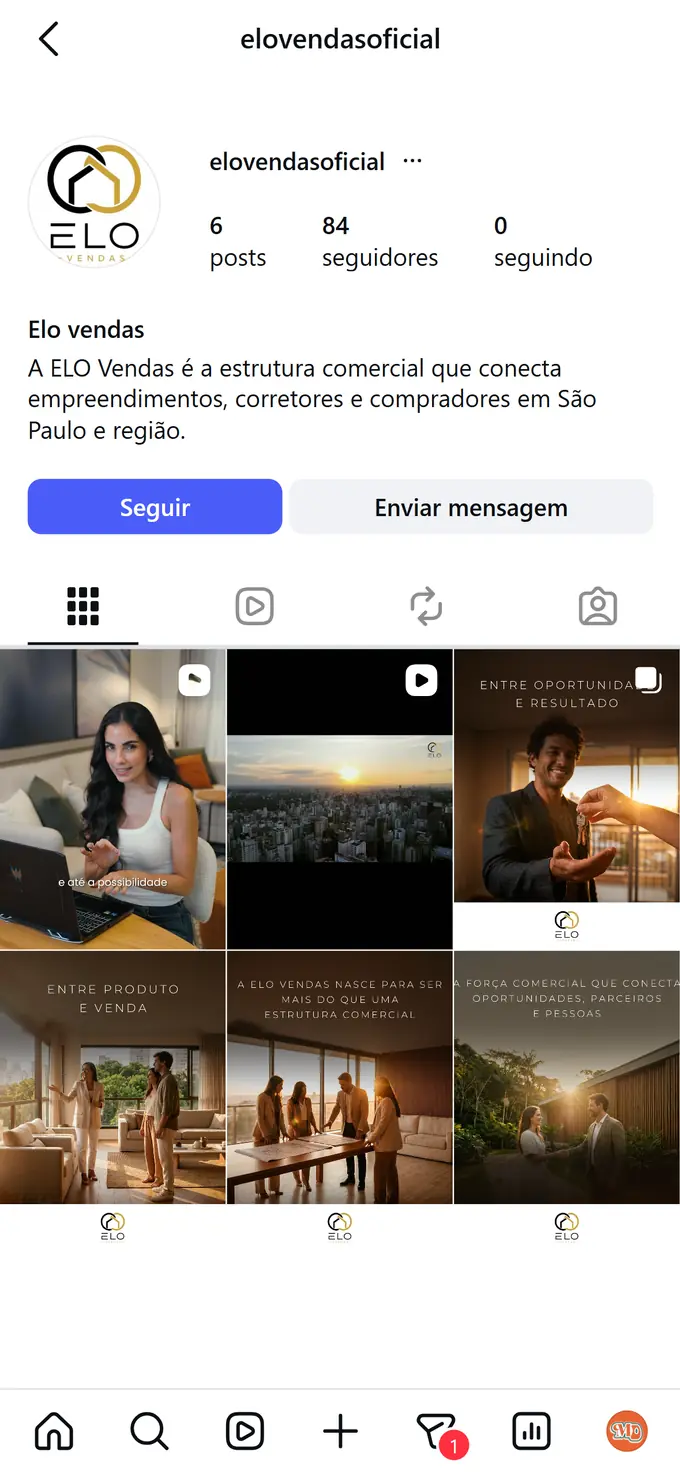 elovendasoficial
ELO
VENDAS
elovendasoficial ...
6
posts
84
seguidores
0
seguindo
Elo vendas
A ELO Vendas é a estrutura comercial que conecta
empreendimentos, corretores e compradores em São
Paulo e região.
Seguir
Enviar mensagem
e até a possibilidade
ELO
ENTRE OPORTUNIDA
E RESULTADO
ELO
ENTRE PRODUTO
E VENDA
ELO
A ELO VENDAS NASCE PARA SER
MAIS DO QUE UMA
ESTRUTURA COMERCIAL
ELO
A FORÇA COMERCIAL QUE CONECTA
OPORTUNIDADES, PARCEIROS
E PESSOAS
ELO
1
MD